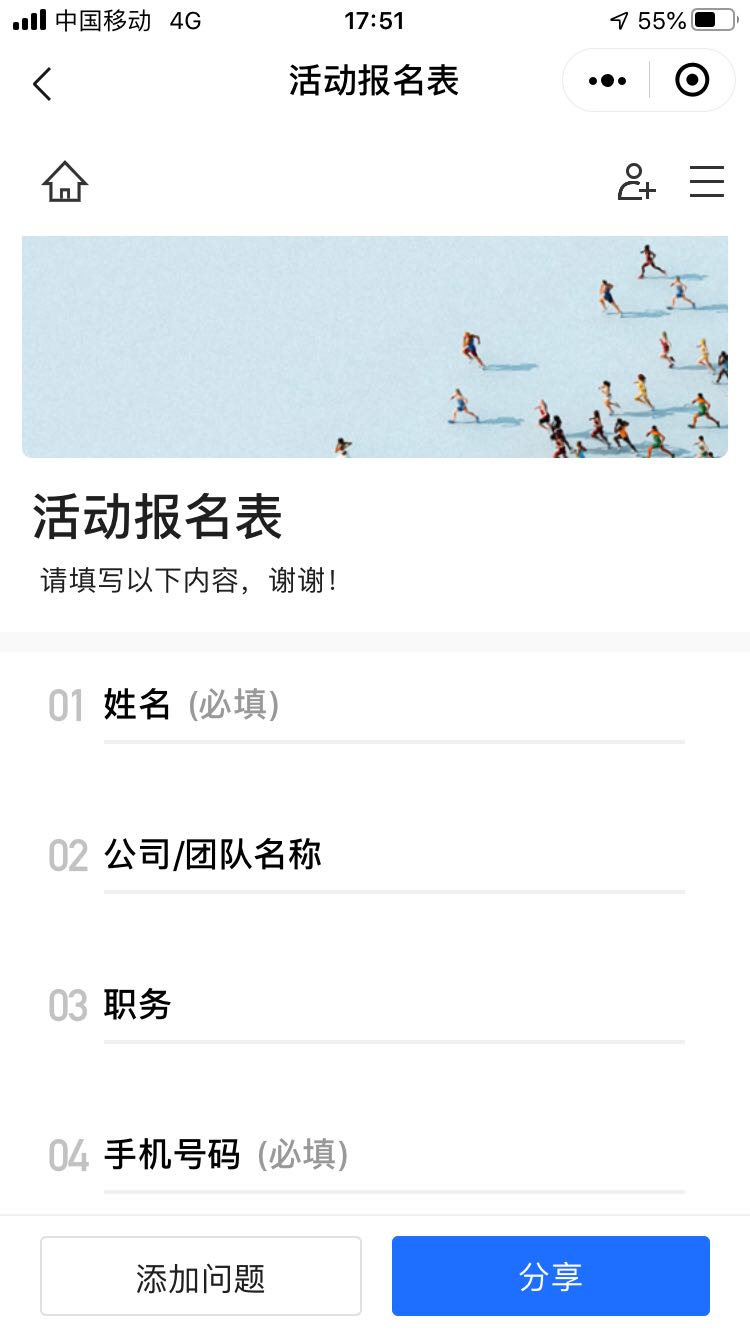 中国移动 4G 17:51 55%
活动报名表
活动报名表
请填写以下内容，谢谢！
01 姓名 (必填)
02 公司/团队名称
03 职务
04 手机号码 (必填)
添加问题 分享